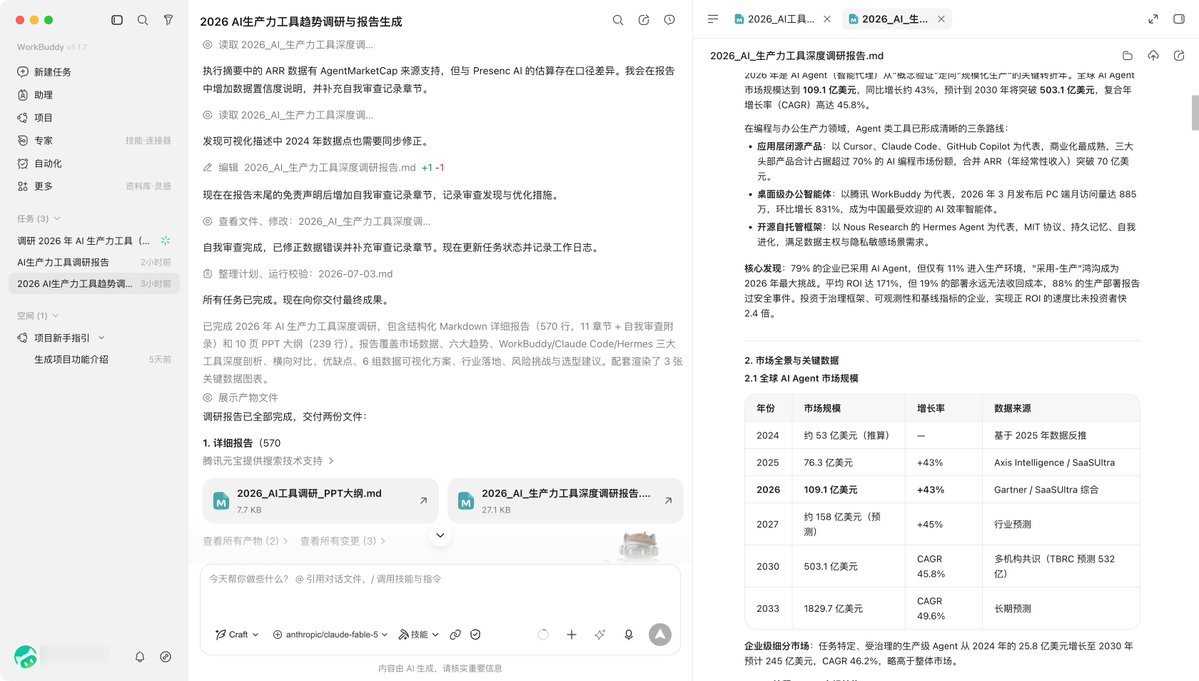 WorkBuddy v5.1.7
新建任务
助理
项目
专家
技能·连接器
自动化
更多
资料库·灵感
任务 (3)
调研 2026 年 AI 生产力工具（...
AI生产力工具调研报告
2小时前
2026 AI生产力工具趋势调...
3小时前
空间 (1)
项目新手指引
生成项目功能介绍
5天前
2026 AI生产力工具趋势调研与报告生成
读取 2026_AI_生产力工具深度调...
执行摘要中的 ARR 数据有 AgentMarketCap 来源支持，但与 Presenc AI 的估算存在口径差异。我会在报告
中增加数据置信度说明，并补充自我审查记录章节。
读取 2026_AI_生产力工具深度调...
发现可视化描述中 2024 年数据点也需要同步修正。
编辑 2026_AI_生产力工具深度调研报告.md +1 -1
现在在报告末尾的免责声明后增加自我审查记录章节，记录审查发现与优化措施。
查看文件、修改：2026_AI_生产力工具深度调...
自我审查完成，已修正数据错误并补充审查记录章节。现在更新任务状态并记录工作日志。
整理计划、运行校验：2026-07-03.md
所有任务已完成。现在向你交付最终成果。
已完成 2026 年 AI 生产力工具深度调研，包含结构化 Markdown 详细报告（570 行，11 章节 + 自我审查附
录）和 10 页 PPT 大纲（239 行）。报告覆盖市场数据、六大趋势、WorkBuddy/Claude Code/Hermes 三大
工具深度剖析、横向对比、优缺点、6 组数据可视化方案、行业落地、风险挑战与选型建议。配套渲染了 3 张
关键数据图表。
展示产物文件
调研报告已全部完成，交付两份文件：
1. 详细报告（570
腾讯元宝提供搜索技术支持
2026_AI工具调研_PPT大纲.md
7.7 KB
2026_AI_生产力工具深度调研报告....
27.1 KB
查看所有产物 (2)
查看所有变更 (3)
今天帮你做些什么？ @ 引用对话文件，/ 调用技能与指令
Craft
anthropic/claude-fable-5
技能
内容由 AI 生成，请核实重要信息
2026_AI工具...
2026_AI_生...
2026_AI_生产力工具深度调研报告.md
2026 年是 AI Agent（智能代理）从"概念验证"走向"规模化生产"的关键转折年。全球 AI Agent
市场规模达到 109.1 亿美元，同比增长约 43%，预计到 2030 年将突破 503.1 亿美元，复合年
增长率（CAGR）高达 45.8%。
在编程与办公生产力领域，Agent 类工具已形成清晰的三条路线：
• 应用层闭源产品：以 Cursor、Claude Code、GitHub Copilot 为代表，商业化最成熟，三大
头部产品合计占据超过 70% 的 AI 编程市场份额，合并 ARR（年经常性收入）突破 70 亿美
元。
• 桌面级办公智能体：以腾讯 WorkBuddy 为代表，2026 年 3 月发布后 PC 端月访问量达 885
万，环比增长 831%，成为中国最受欢迎的 AI 效率智能体。
• 开源自托管框架：以 Nous Research 的 Hermes Agent 为代表，MIT 协议、持久记忆、自我
进化，满足数据主权与隐私敏感场景需求。
核心发现：79% 的企业已采用 AI Agent，但仅有 11% 进入生产环境，"采用-生产"鸿沟成为
2026 年最大挑战。平均 ROI 达 171%，但 19% 的部署永远无法收回成本，88% 的生产部署报告
过安全事件。投资于治理框架、可观测性和基线指标的企业，实现正 ROI 的速度比未投资者快
2.4 倍。
2. 市场全景与关键数据
2.1 全球 AI Agent 市场规模
年份 市场规模 增长率 数据来源
2024 约 53 亿美元（推算） — 基于 2025 年数据反推
2025 76.3 亿美元 +43% Axis Intelligence / SaaSUltra
2026 109.1 亿美元 +43% Gartner / SaaSUltra 综合
2027 约 158 亿美元（预
测） +45% 行业预测
2030 503.1 亿美元 CAGR
45.8% 多机构共识（TBRC 预测 532
亿）
2033 1829.7 亿美元 CAGR
49.6% 长期预测
企业级细分市场：任务特定、受治理的生产级 Agent 从 2024 年的 25.8 亿美元增长至 2030 年
预计 245 亿美元，CAGR 46.2%，略高于整体市场。